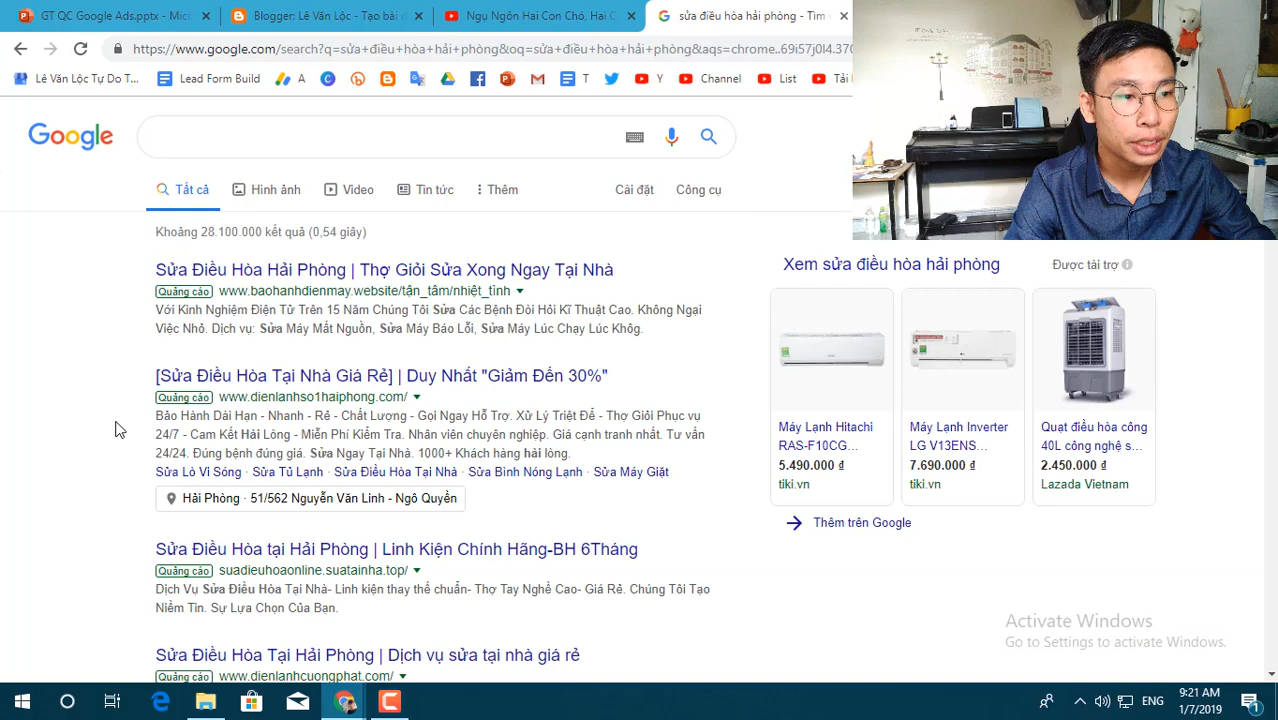 GT QC Google Ads.pptx - Micr
Blogger: Lê Văn Lộc - Tạo bài c
Ngụ Ngôn Hai Con Chó, Hai C
sửa điều hòa hải phòng - Tìm v
https://www.google.com/search?q=sửa+điều+hòa+hải+phòng&oq=sửa+điều+hòa+hải+phòng&aqs=chrome..69i57j0l4.370
Lê Văn Lộc Tự Do T...
Lead Form Build
A
T
Y
Channel
List
Tải
Google
Tất cả
Hình ảnh
Video
Tin tức
Thêm
Cài đặt
Công cụ
Khoảng 28.100.000 kết quả (0,54 giây)
Sửa Điều Hòa Hải Phòng | Thợ Giỏi Sửa Xong Ngay Tại Nhà
Quảng cáo www.baohanhdienmay.website/tận_tâm/nhiệt_tình
Với Kinh Nghiệm Điện Tử Trên 15 Năm Chúng Tôi Sửa Các Bệnh Đòi Hỏi Kĩ Thuật Cao. Không Ngại
Việc Nhỏ. Dịch vụ: Sửa Máy Mất Nguồn, Sửa Máy Báo Lỗi, Sửa Máy Lúc Chạy Lúc Khg.
[Sửa Điều Hòa Tại Nhà Giá Rẻ] | Duy Nhất "Giảm Đến 30%"
Quảng cáo www.dienlanhso1haiphong.com/
Bảo Hành Dài Hạn - Nhanh - Rẻ - Chất Lượng - Gọi Ngay Hỗ Trợ. Xử Lý Triệt Để - Thợ Giỏi Phục vụ
24/7 - Cam Kết Hài Lòng - Miễn Phí Kiểm Tra. Nhân viên chuyên nghiệp. Giá cạnh tranh nhất. Tư vấn
24/24. Đúng bệnh đúng giá. Sửa Ngay Tại Nhà. 1000+ Khách hàng hài lòng.
Sửa Lò Vi Sóng · Sửa Tủ Lạnh · Sửa Điều Hòa Tại Nhà · Sửa Bình Nóng Lạnh · Sửa Máy Giặt
Hải Phòng · 51/562 Nguyễn Văn Linh - Ngô Quyền
Sửa Điều Hòa tại Hải Phòng | Linh Kiện Chính Hãng-BH 6Tháng
Quảng cáo suadieuhoaonline.suatainha.top/
Dịch Vụ Sửa Điều Hòa Tại Nhà- Linh kiện thay thế chuẩn- Thợ Tay Nghề Cao- Giá Rẻ. Chúng Tôi Tạo
Niềm Tin. Sự Lựa Chọn Của Bạn.
Sửa Điều Hòa Tại Hải Phòng | Dịch vụ sửa tại nhà giá rẻ
Quảng cáo www.dienlanhcuongphat.com/
Xem sửa điều hòa hải phòng
Được tài trợ
Máy Lạnh Hitachi
RAS-F10CG...
5.490.000 ₫
tiki.vn
Máy Lạnh Inverter
LG V13ENS...
7.690.000 ₫
tiki.vn
Quạt điều hòa công
40L công nghệ s...
2.450.000 ₫
Lazada Vietnam
Thêm trên Google
Activate Windows
Go to Settings to activate Windows.
ENG
9:21 AM
1/7/2019
1